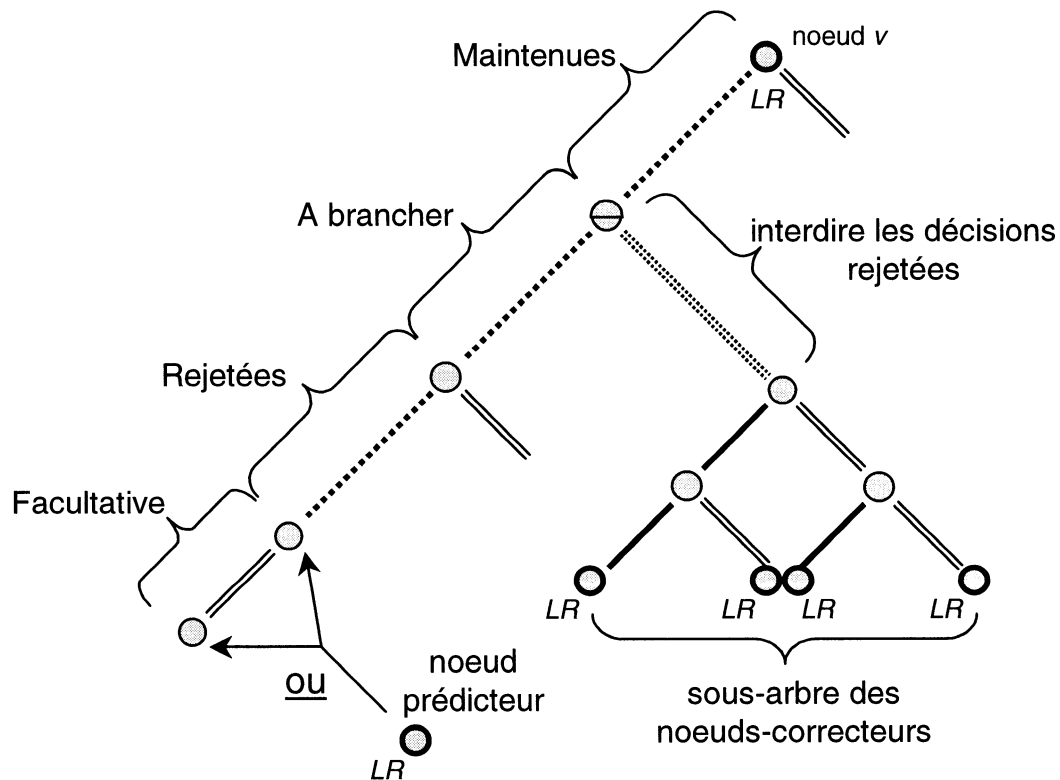 noeud v
Maintenues
LR
A brancher
interdire les décisions
rejetées
Rejetées
Facultative
LR
LR
LR
LR
ou
noeud
prédicteur
LR
sous-arbre des
noeuds-correcteurs